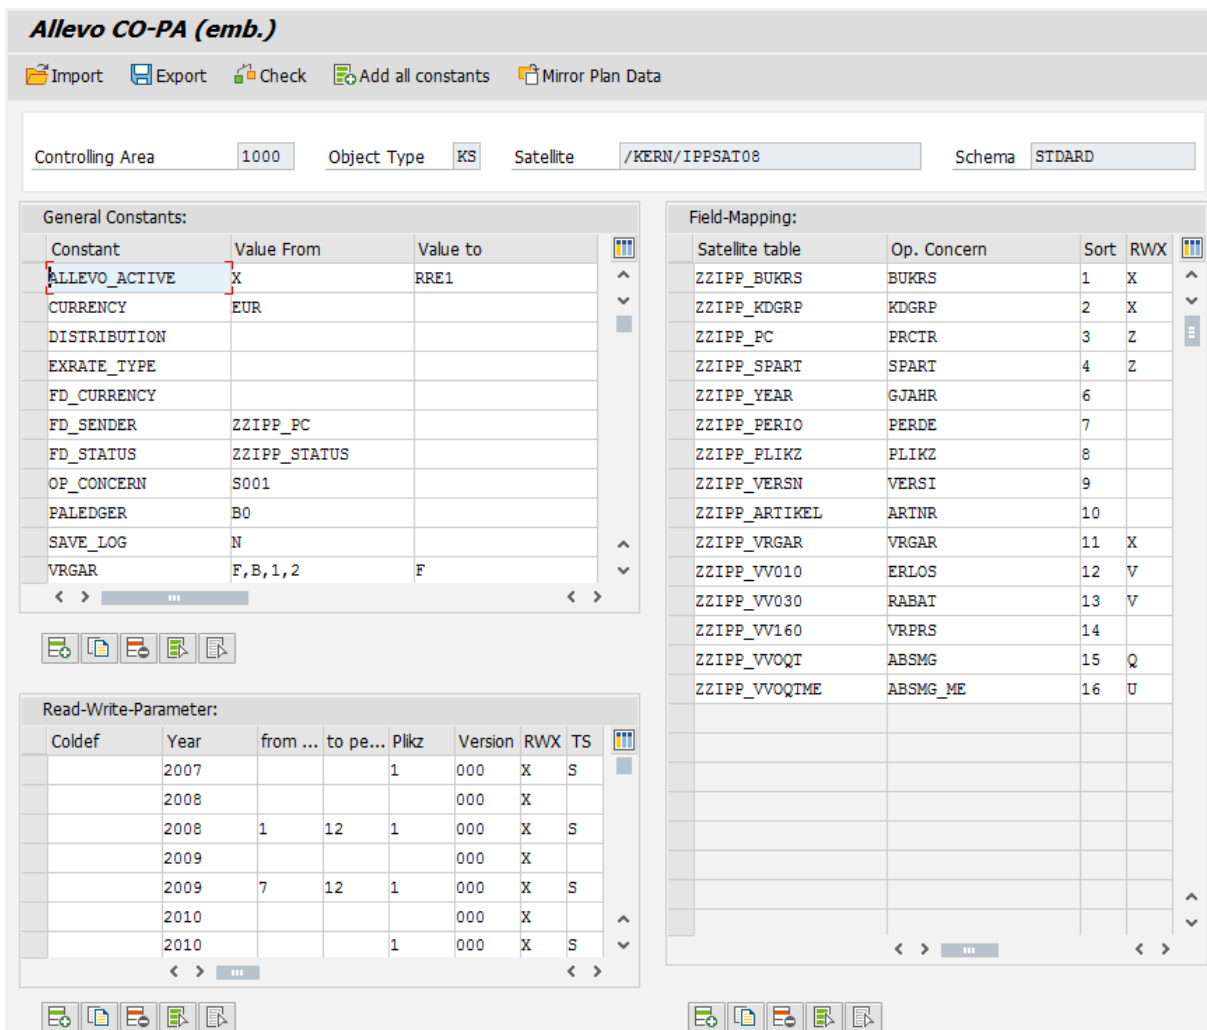 Allevo CO-PA (emb.)
Import Export Check Add all constants Mirror Plan Data
Controlling Area 1000 Object Type KS Satellite /KERN/IPPSAT08 Schema STDARD
General Constants:
Constant Value From Value to
ALLEVO_ACTIVE X RRE1
CURRENCY EUR
DISTRIBUTION
EXRATE_TYPE
FD_CURRENCY
FD_SENDER ZZIPP_PC
FD_STATUS ZZIPP_STATUS
OP_CONCERN S001
PALEDGER B0
SAVE_LOG N
VRGAR F,B,1,2 F
Read-Write-Parameter:
Coldef Year from ... to pe... Plikz Version RWX TS
2007 1 000 X S
2008 000 X
2008 1 12 1 000 X S
2009 000 X
2009 7 12 1 000 X S
2010 000 X
2010 1 000 X S
Field-Mapping:
Satellite table Op. Concern Sort RWX
ZZIPP_BUKRS BUKRS 1 X
ZZIPP_KDGRP KDGRP 2 X
ZZIPP_PC PRCTR 3 Z
ZZIPP_SPART SPART 4 Z
ZZIPP_YEAR GJAHR 6
ZZIPP_PERIO PERDE 7
ZZIPP_PLIKZ PLIKZ 8
ZZIPP_VERSN VERSI 9
ZZIPP_ARTIKEL ARTNR 10
ZZIPP_VRGAR VRGAR 11 X
ZZIPP_VV010 ERLOS 12 V
ZZIPP_VV030 RABAT 13 V
ZZIPP_VV160 VRPRS 14
ZZIPP_VVOQT ABSMG 15 Q
ZZIPP_VVOQTME ABSMG_ME 16 U